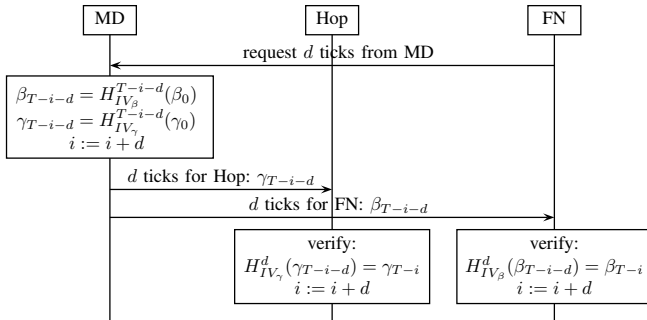 MD
Hop
FN
request d ticks from MD
β_{T−i−d} = H^{T−i−d}_{IV_β}(β_0)
γ_{T−i−d} = H^{T−i−d}_{IV_γ}(γ_0)
i := i + d
d ticks for Hop: γ_{T−i−d}
d ticks for FN: β_{T−i−d}
verify:
H^d_{IV_γ}(γ_{T−i−d}) = γ_{T−i}
i := i + d
verify:
H^d_{IV_β}(β_{T−i−d}) = β_{T−i}
i := i + d